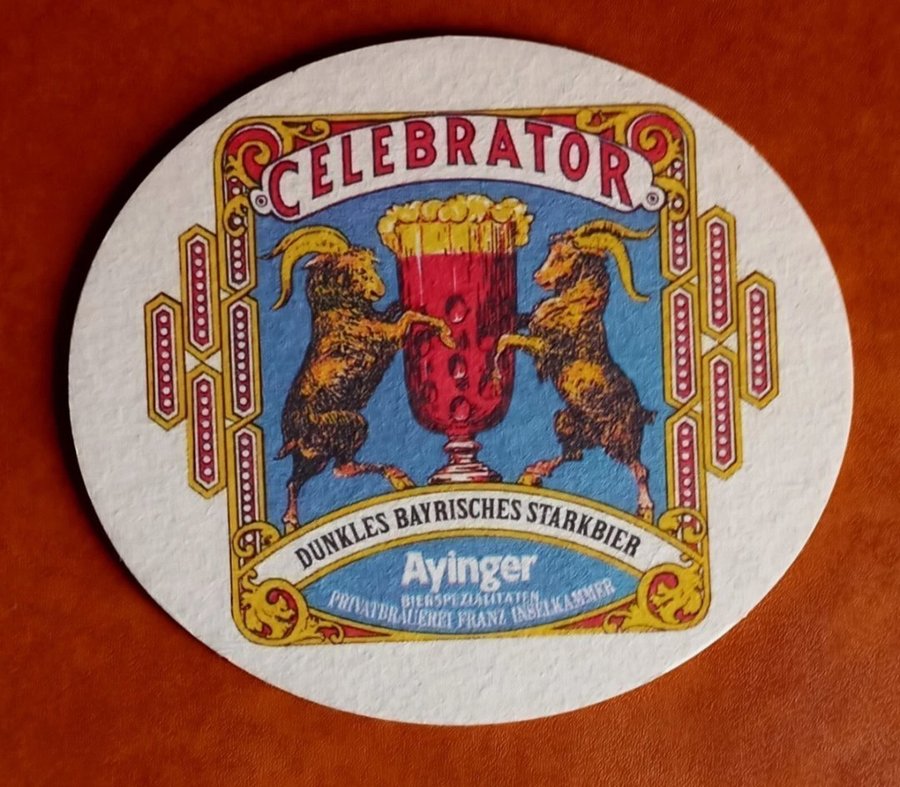 CELEBRATOR
DUNKLES BAYRISCHES STARKBIER
Ayinger
BIERSPEZIALITÄTEN
PRIVATBRAUEREI FRANZ INSELKAMMER